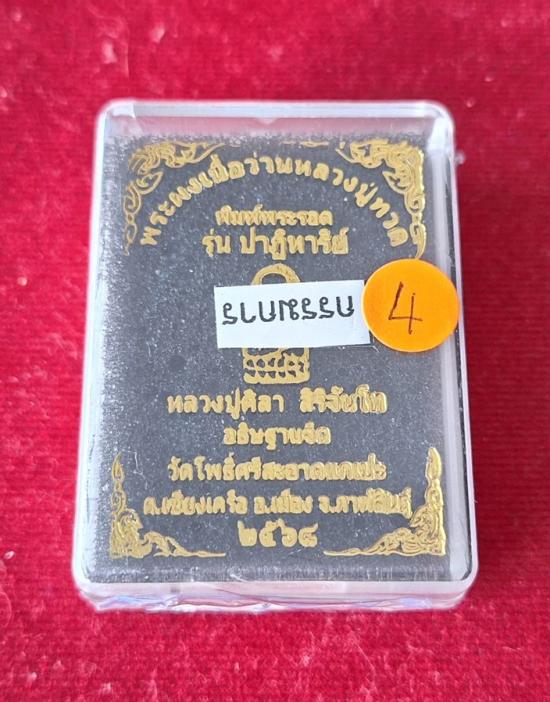 พระผงเนื้อว่านหลวงปู่ทวด
พิมพ์พระรอด
รุ่น ปาฏิหาริย์
กรรมการ
4
หลวงปู่ศิลา สิริจันโท
อธิษฐานจิต
วัดโพธิ์ศรีสะอาดแกเปะ
ต.เชียงเครือ อ.เมือง จ.กาฬสินธุ์
๒๕๖๘